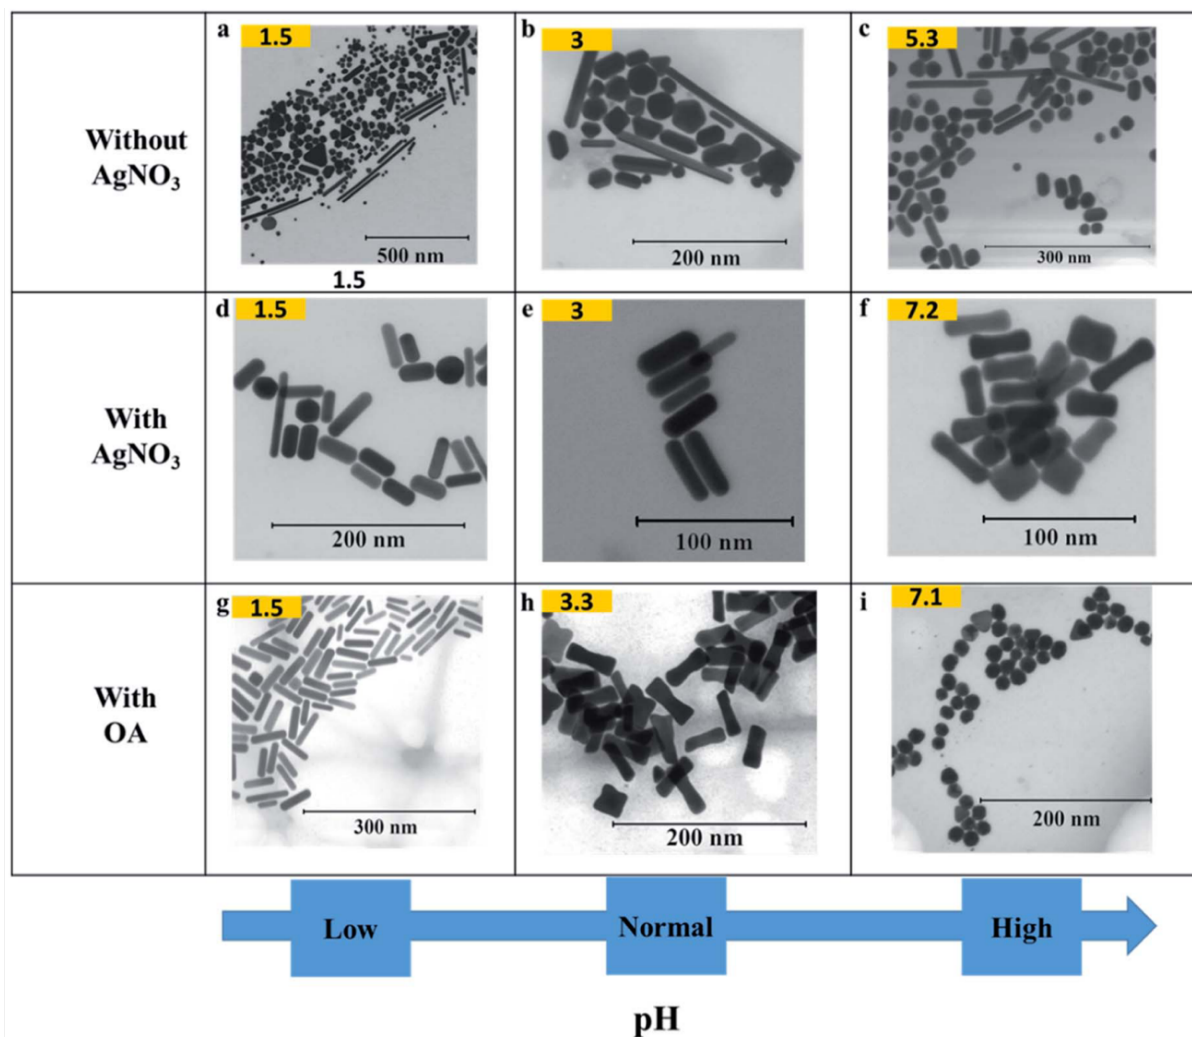 a 1.5
b 3
c 5.3
Without
AgNO₃
500 nm
200 nm
300 nm
1.5
d 1.5
e 3
f 7.2
With
AgNO₃
200 nm
100 nm
100 nm
g 1.5
h 3.3
i 7.1
With
OA
300 nm
200 nm
200 nm
Low
Normal
High
pH